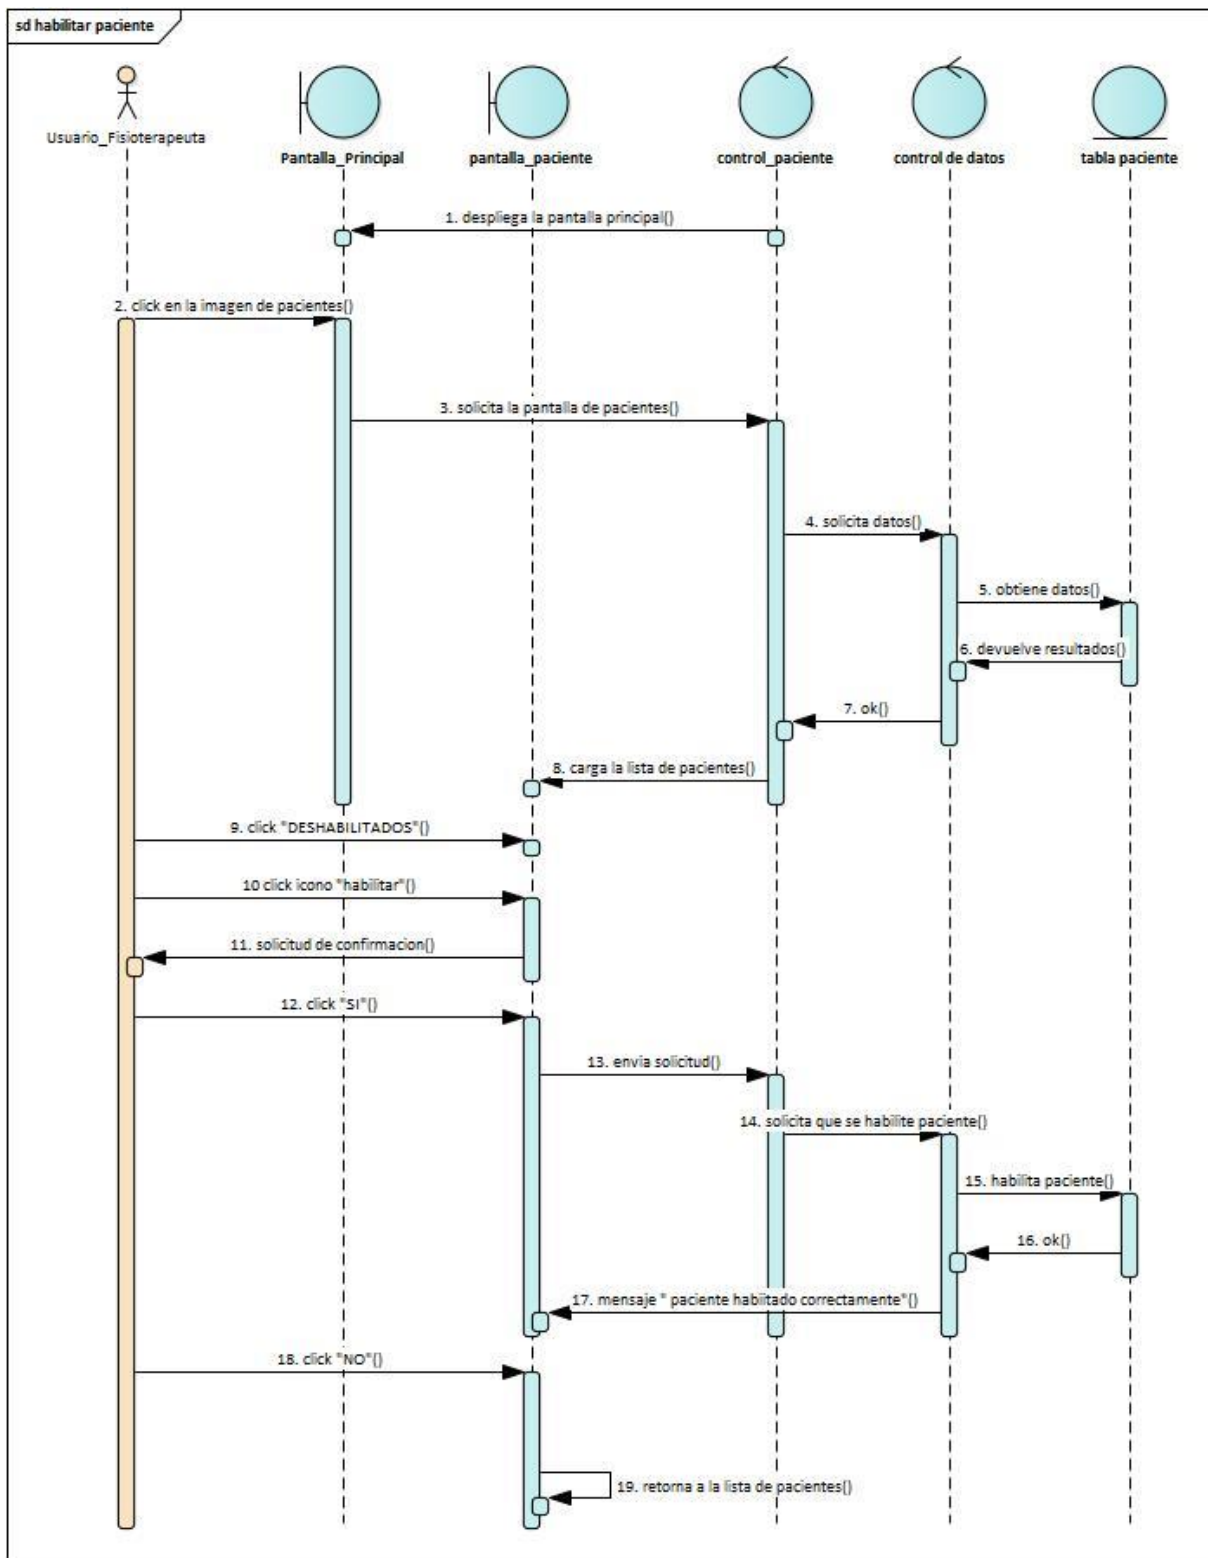 sd habilitar paciente
Usuario_Fisioterapeuta
Pantalla_Principal
pantalla_paciente
control_paciente
control de datos
tabla paciente
1. despliega la pantalla principal()
2. click en la imagen de pacientes()
3. solicita la pantalla de pacientes()
4. solicita datos()
5. obtiene datos()
6. devuelve resultados()
7. ok()
8. carga la lista de pacientes()
9. click "DESHABILITADOS"()
10 click icono "habilitar"()
11. solicitud de confirmacion()
12. click "SI"()
13. envia solicitud()
14. solicita que se habilite paciente()
15. habilita paciente()
16. ok()
17. mensaje " paciente habiitado correctamente"()
18. click "NO"()
19. retorna a la lista de pacientes()